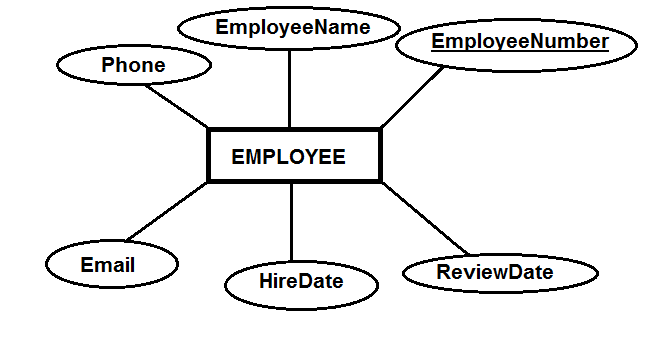 EmployeeName
EmployeeNumber
Phone
EMPLOYEE
Email
HireDate
ReviewDate